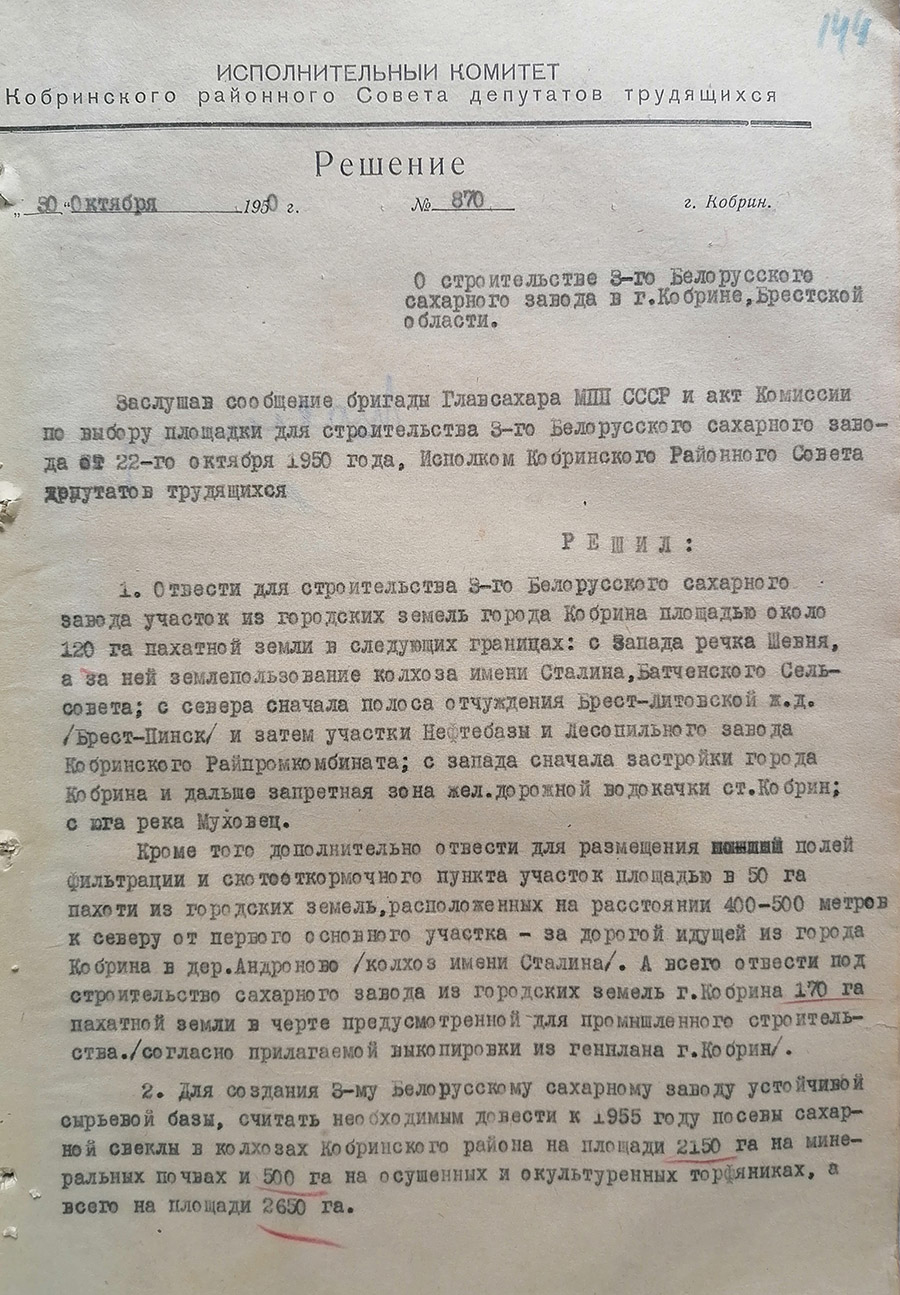 144
ИСПОЛНИТЕЛЬНЫЙ КОМИТЕТ
Кобринского районного Совета депутатов трудящихся
Решение
„ 30 " Октября 1950 г. № 870 г. Кобрин.
О строительстве 3-го Белорусского
сахарного завода в г.Кобрине,Брестской
области.
Заслушав сообщение бригады Главсахара МПП СССР и акт Комиссии
по выбору площадки для строительства 3-го Белорусского сахарного заво-
да от 22-го октября 1950 года, Исполком Кобринского Районного Совета
депутатов трудящихся
РЕШИЛ:
1. Отвести для строительства 3-го Белорусского сахарного
завода участок из городских земель города Кобрина площадью около
120 га пахатной земли в следующих границах: с Запада речка Шевня,
а за ней землепользование колхоза имени Сталина,Батченского Сель-
совета; с севера сначала полоса отчуждения Брест-Литовской ж.д.
/Брест-Пинск/ и затем участки Нефтебазы и Лесопильного завода
Кобринского Райпромкомбината; с запада сначала застройки города
Кобрина и дальше запретная зона жел.дорожной водокачки ст.Кобрин;
с юга река Муховец.
Кроме того дополнительно отвести для размещения полей
фильтрации и скотооткормочного пункта участок площадью в 50 га
пахоти из городских земель,расположенных на расстоянии 400-500 метров
к северу от первого основного участка - за дорогой идущей из города
Кобрина в дер.Андроново /колхоз имени Сталина/. А всего отвести под
строительство сахарного завода из городских земель г.Кобрина 170 га
пахатной земли в черте предусмотренной для промышленного строитель-
ства./согласно прилагаемой выкопировки из генплана г.Кобрин/.
2. Для создания 3-му Белорусскому сахарному заводу устойчивой
сырьевой базы, считать необходимым довести к 1955 году посевы сахар-
ной свеклы в колхозах Кобринского района на площади 2150 га на мине-
ральных почвах и 500 га на осушенных и окультуренных торфяниках, а
всего на площади 2650 га.